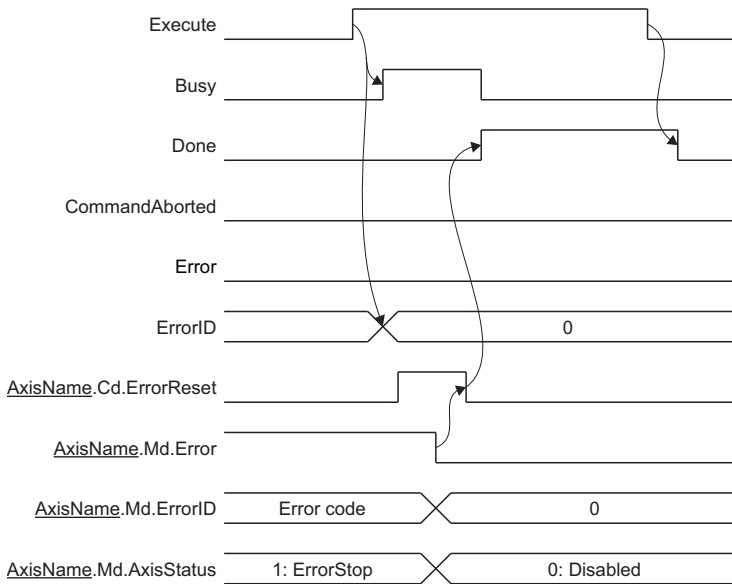 Execute
Busy
Done
CommandAborted
Error
ErrorID
0
AxisName.Cd.ErrorReset
AxisName.Md.Error
AxisName.Md.ErrorID
Error code
0
AxisName.Md.AxisStatus
1: ErrorStop
0: Disabled